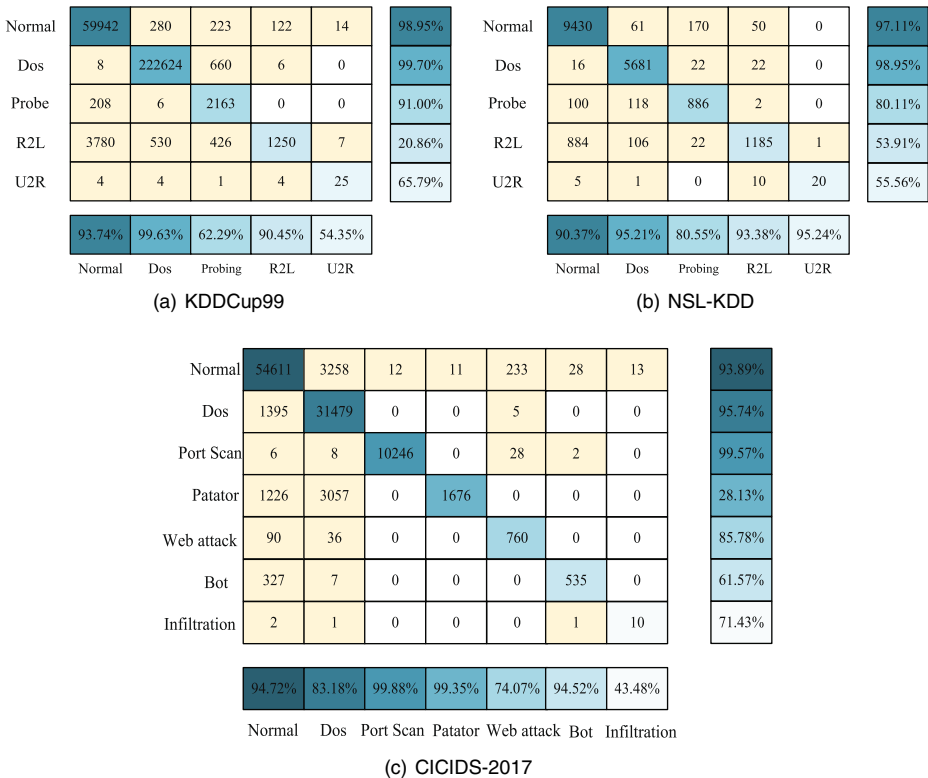 Normal 59942 280 223 122 14 98.95%
Dos 8 222624 660 6 0 99.70%
Probe 208 6 2163 0 0 91.00%
R2L 3780 530 426 1250 7 20.86%
U2R 4 4 1 4 25 65.79%
93.74% 99.63% 62.29% 90.45% 54.35%
Normal Dos Probing R2L U2R
(a) KDDCup99
Normal 9430 61 170 50 0 97.11%
Dos 16 5681 22 22 0 98.95%
Probe 100 118 886 2 0 80.11%
R2L 884 106 22 1185 1 53.91%
U2R 5 1 0 10 20 55.56%
90.37% 95.21% 80.55% 93.38% 95.24%
Normal Dos Probing R2L U2R
(b) NSL-KDD
Normal 54611 3258 12 11 233 28 13 93.89%
Dos 1395 31479 0 0 5 0 0 95.74%
Port Scan 6 8 10246 0 28 2 0 99.57%
Patator 1226 3057 0 1676 0 0 0 28.13%
Web attack 90 36 0 0 760 0 0 85.78%
Bot 327 7 0 0 0 535 0 61.57%
Infiltration 2 1 0 0 0 1 10 71.43%
94.72% 83.18% 99.88% 99.35% 74.07% 94.52% 43.48%
Normal Dos Port Scan Patator Web attack Bot Infiltration
(c) CICIDS-2017